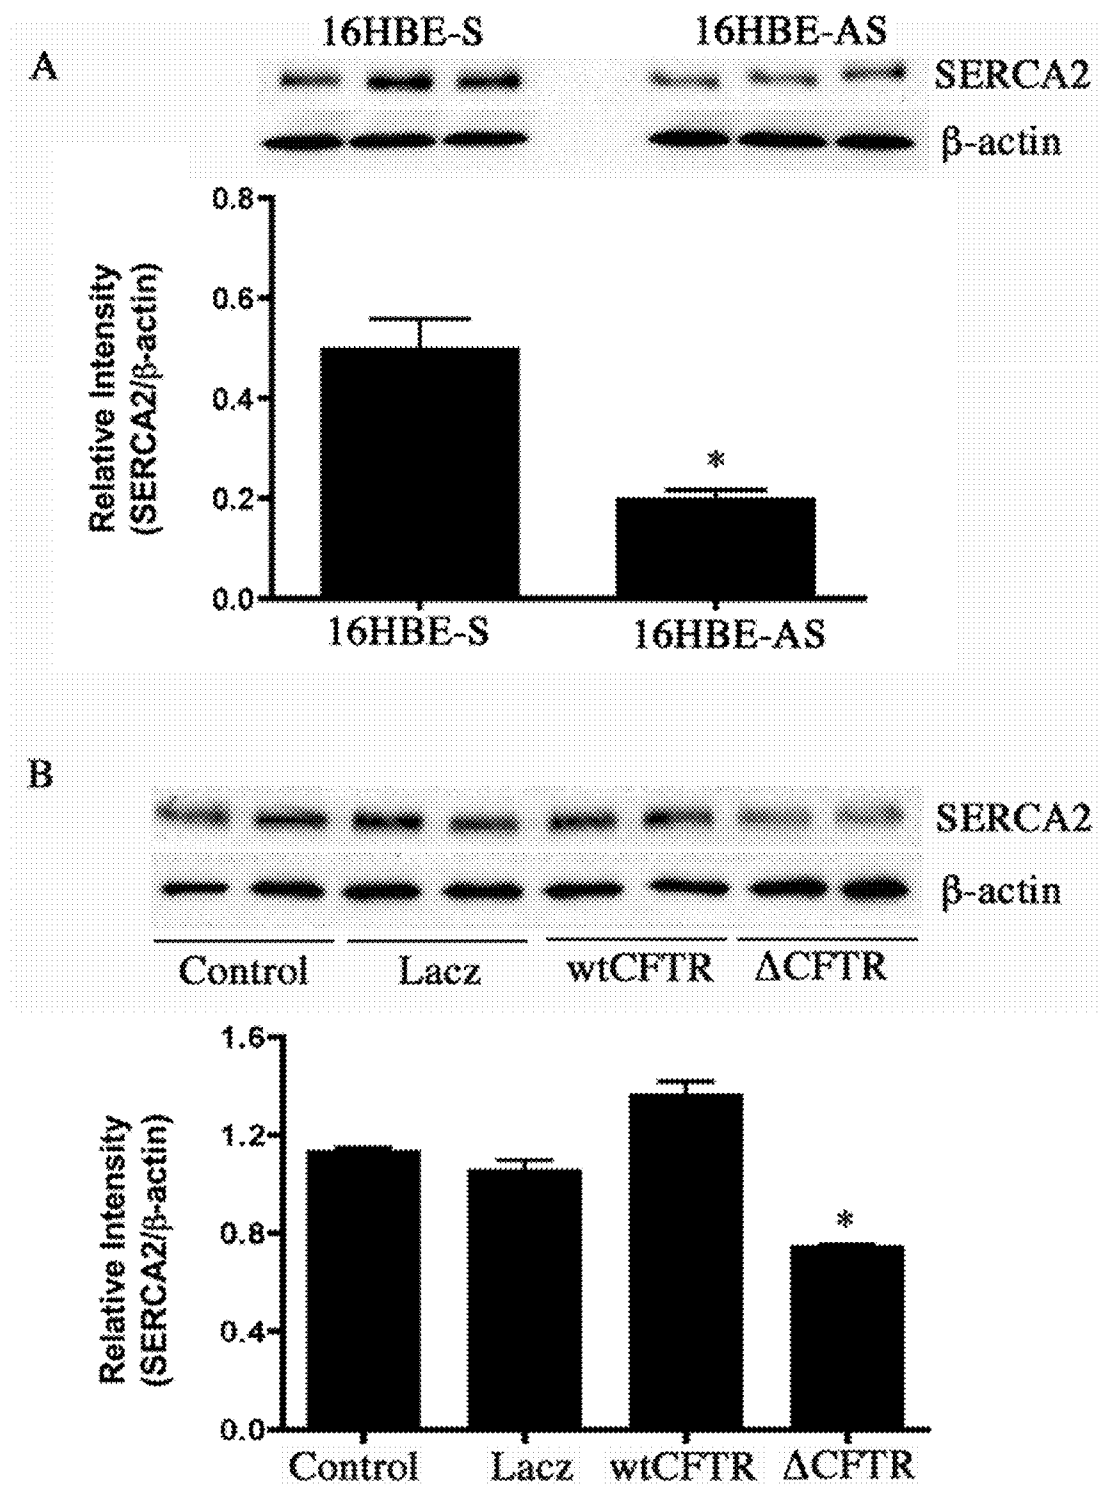 A
16HBE-S 16HBE-AS
SERCA2
β-actin
Relative Intensity
(SERCA2/β-actin)
0.8
0.6
0.4
0.2
0.0
*
16HBE-S 16HBE-AS
B
SERCA2
β-actin
Control Lacz wtCFTR ΔCFTR
Relative Intensity
(SERCA2/β-actin)
1.6
1.2
0.8
0.4
0.0
*
Control Lacz wtCFTR ΔCFTR